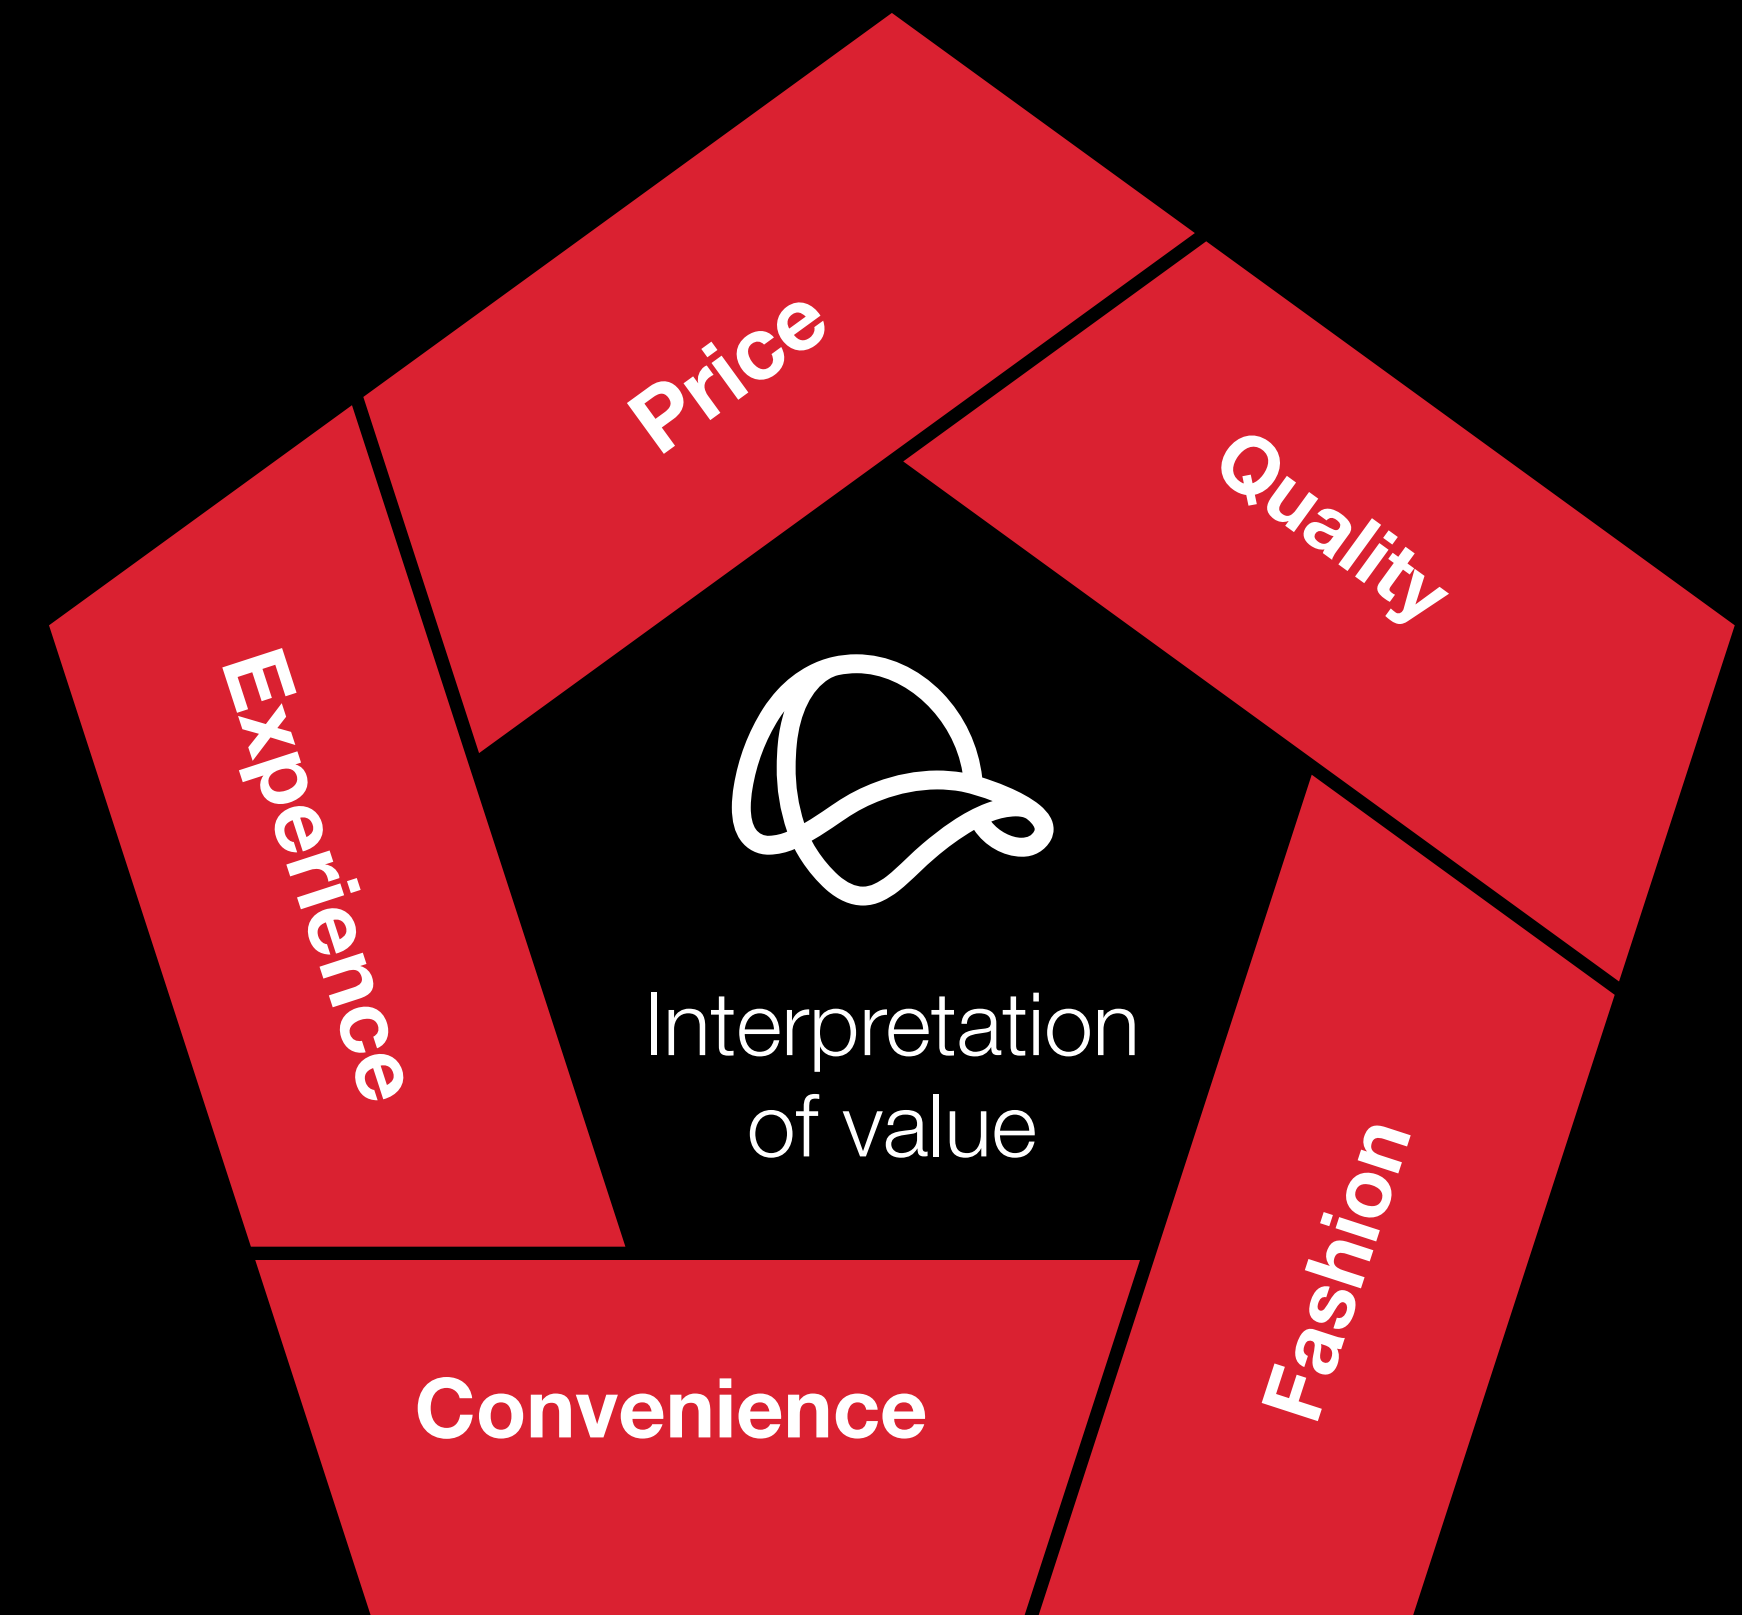 Price
Quality
Experience
Interpretation
of value
Fashion
Convenience